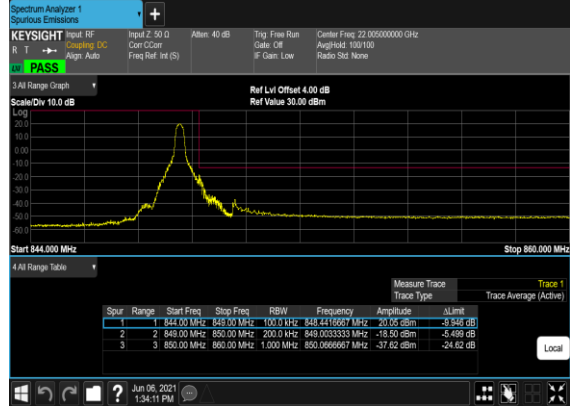 Spectrum Analyzer 1
Spurious Emissions
+
KEYSIGHT Input: RF Input Z: 50 Ω Atten: 40 dB Trig: Free Run Center Freq: 22.005000000 GHz
R T Coupling: DC Corr CCorr Gate: Off Avg|Hold: 100/100
Align: Auto Freq Ref: Int (S) IF Gain: Low Radio Std: None
LW PASS
3 All Range Graph
Ref Lvl Offset 4.00 dB
Scale/Div 10.0 dB Ref Value 30.00 dBm
Log
20.0
10.0
0.00
-10.0
-20.0
-30.0
-40.0
-50.0
-60.0
Start 844.000 MHz Stop 860.000 MHz
4 All Range Table
Measure Trace Trace 1
Trace Type Trace Average (Active)
Spur Range Start Freq Stop Freq RBW Frequency Amplitude ΔLimit
1 1 844.00 MHz 849.00 MHz 100.0 kHz 848.4416667 MHz 20.05 dBm -9.946 dB
2 2 849.00 MHz 850.00 MHz 200.0 kHz 849.0033333 MHz -18.50 dBm -5.499 dB
3 3 850.00 MHz 860.00 MHz 1.000 MHz 850.0666667 MHz -37.62 dBm -24.62 dB
Local
? Jun 06, 2021
1:34:11 PM